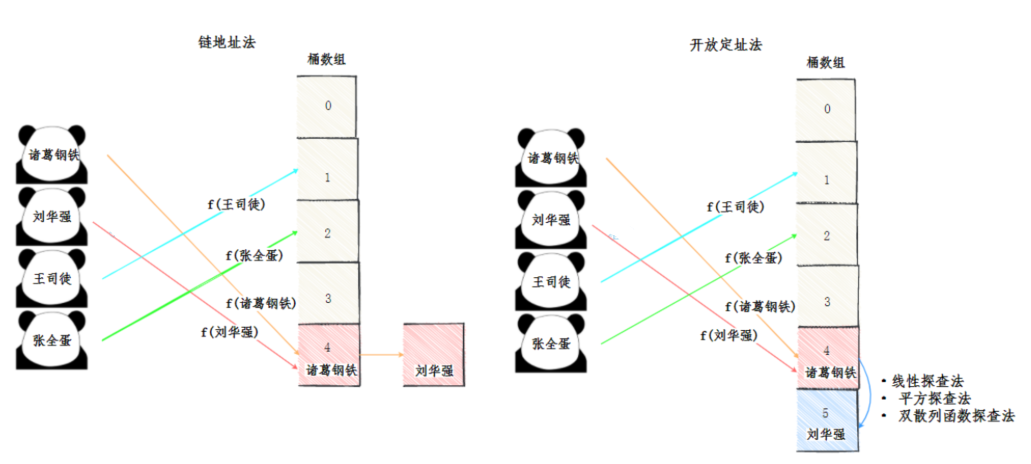 链地址法
桶数组
0
诸葛钢铁
刘华强
王司徒
张全蛋
f(王司徒)
f(张全蛋)
f(诸葛钢铁)
f(刘华强)
1
2
3
4
诸葛钢铁
刘华强
开放定址法
桶数组
0
诸葛钢铁
刘华强
王司徒
张全蛋
f(王司徒)
f(张全蛋)
f(诸葛钢铁)
f(刘华强)
1
2
3
4
诸葛钢铁
5
刘华强
• 线性探查法
• 平方探查法
• 双散列函数探查法